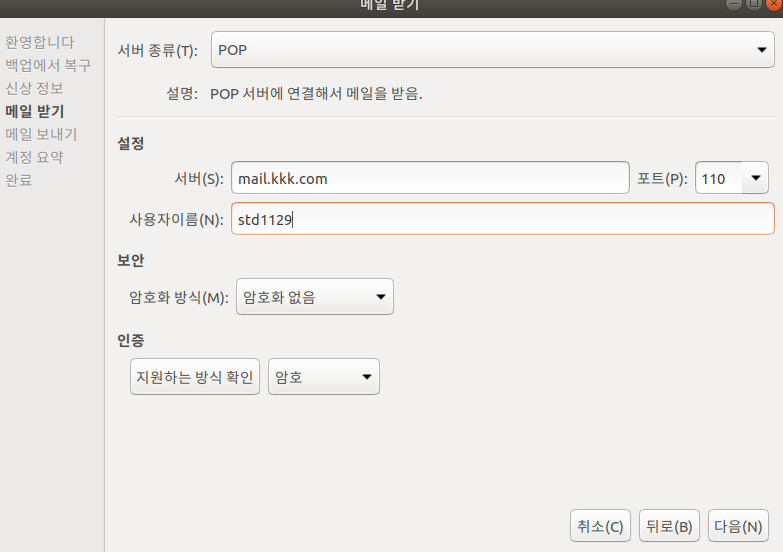 메일 받기
환영합니다
백업에서 복구
신상 정보
메일 받기
메일 보내기
계정 요약
완료
서버 종류(T): POP
설명: POP 서버에 연결해서 메일을 받음.
설정
서버(S): mail.kkk.com 포트(P): 110
사용자이름(N): std1129
보안
암호화 방식(M): 암호화 없음
인증
지원하는 방식 확인 암호
취소(C) 뒤로(B) 다음(N)